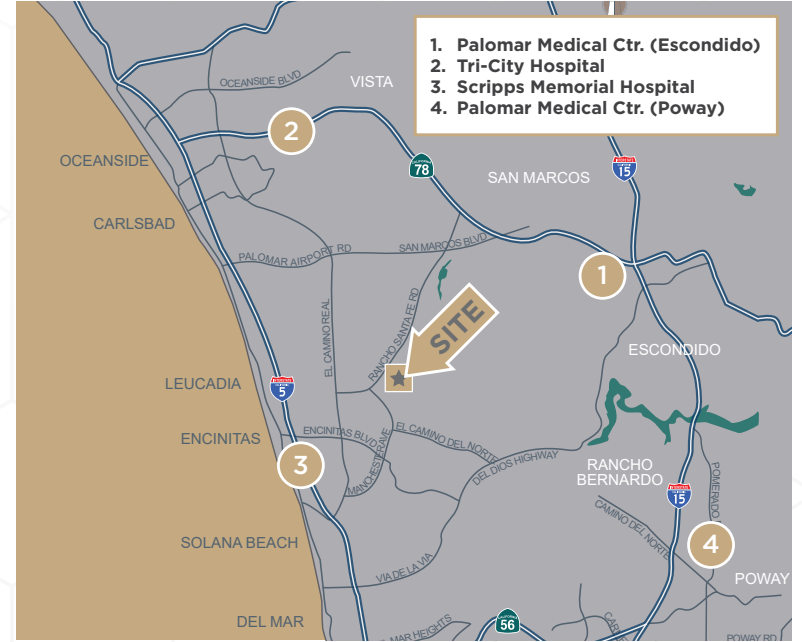 1. Palomar Medical Ctr. (Escondido)
2. Tri-City Hospital
3. Scripps Memorial Hospital
4. Palomar Medical Ctr. (Poway)
OCEANSIDE BLVD
VISTA
2
OCEANSIDE
78
SAN MARCOS
15
CARLSBAD
PALOMAR AIRPORT RD
SAN MARCOS BLVD
1
EL CAMINO REAL
RANCHO SANTA FE RD
SITE
ESCONDIDO
LEUCADIA
5
ENCINITAS
ENCINITAS BLVD
MANCHESTER AVE
EL CAMINO DEL NORTE
3
DEL DIOS HIGHWAY
RANCHO
BERNARDO
POMERADO
15
CAMINO DEL NORTE
SOLANA BEACH
4
VIA DE LA VIA
POWAY
DEL MAR
MAR HEIGHTS
56
POWAY RD